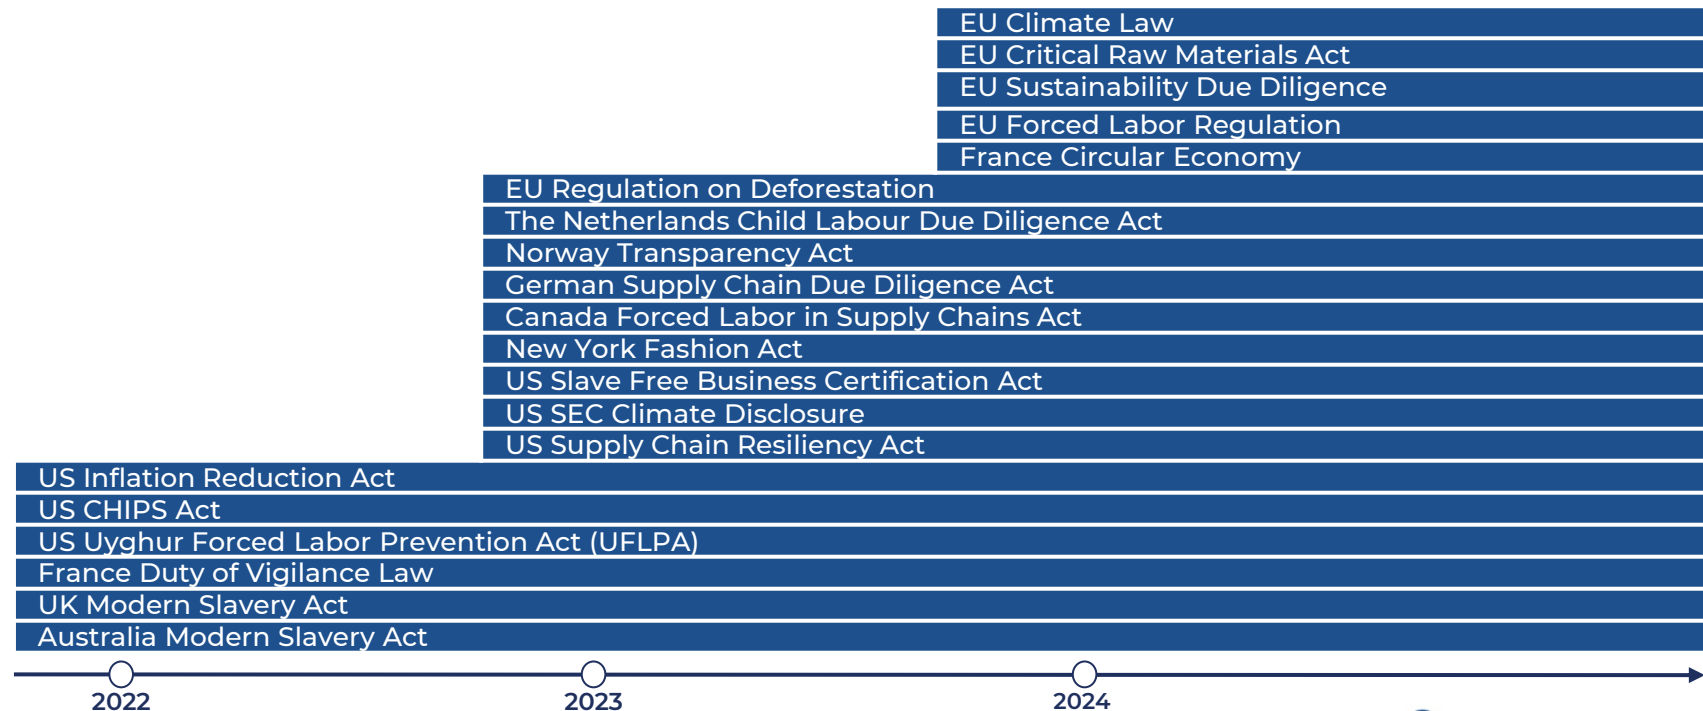 EU Climate Law
EU Critical Raw Materials Act
EU Sustainability Due Diligence
EU Forced Labor Regulation
France Circular Economy
EU Regulation on Deforestation
The Netherlands Child Labour Due Diligence Act
Norway Transparency Act
German Supply Chain Due Diligence Act
Canada Forced Labor in Supply Chains Act
New York Fashion Act
US Slave Free Business Certification Act
US SEC Climate Disclosure
US Supply Chain Resiliency Act
US Inflation Reduction Act
US CHIPS Act
US Uyghur Forced Labor Prevention Act (UFLPA)
France Duty of Vigilance Law
UK Modern Slavery Act
Australia Modern Slavery Act
2022
2023
2024